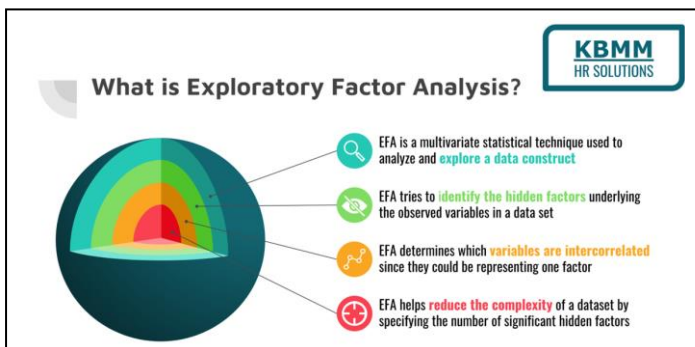 KBMM
HR SOLUTIONS
What is Exploratory Factor Analysis?
EFA is a multivariate statistical technique used to
analyze and explore a data construct
EFA tries to identify the hidden factors underlying
the observed variables in a data set
EFA determines which variables are intercorrelated
since they could be representing one factor
EFA helps reduce the complexity of a dataset by
specifying the number of significant hidden factors